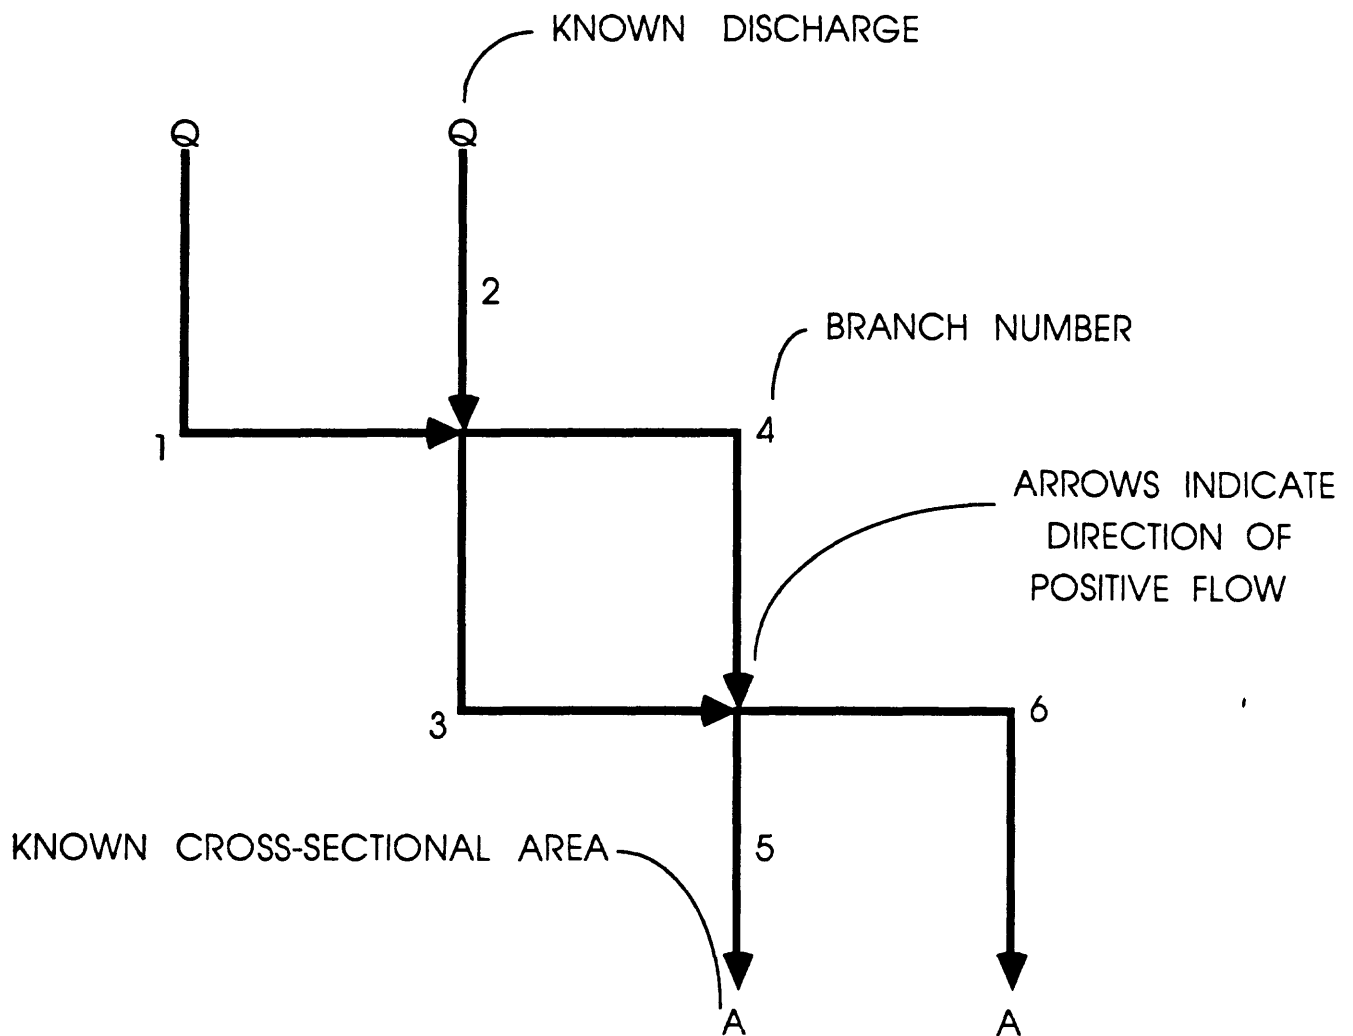 KNOWN DISCHARGE
Q
Q
2
BRANCH NUMBER
1
4
ARROWS INDICATE
DIRECTION OF
POSITIVE FLOW
3
6
KNOWN CROSS-SECTIONAL AREA
5
A
A